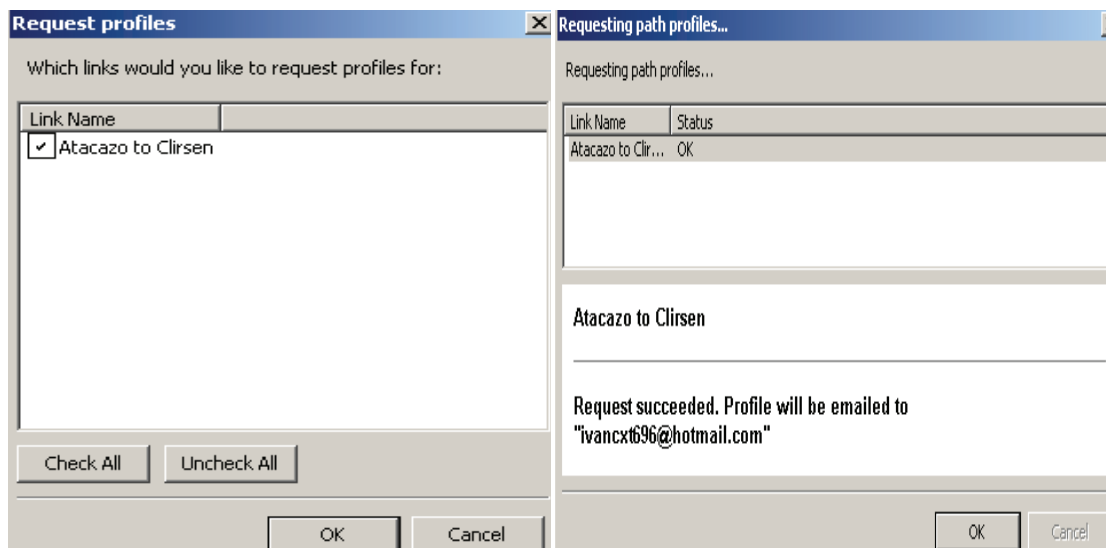 Request profiles
Which links would you like to request profiles for:
Link Name
Atacazo to Clirsen
Check All Uncheck All
OK Cancel
Requesting path profiles...
Requesting path profiles...
Link Name Status
Atacazo to Clir... OK
Atacazo to Clirsen
Request succeeded. Profile will be emailed to
"ivancxt696@hotmail.com"
OK Cancel